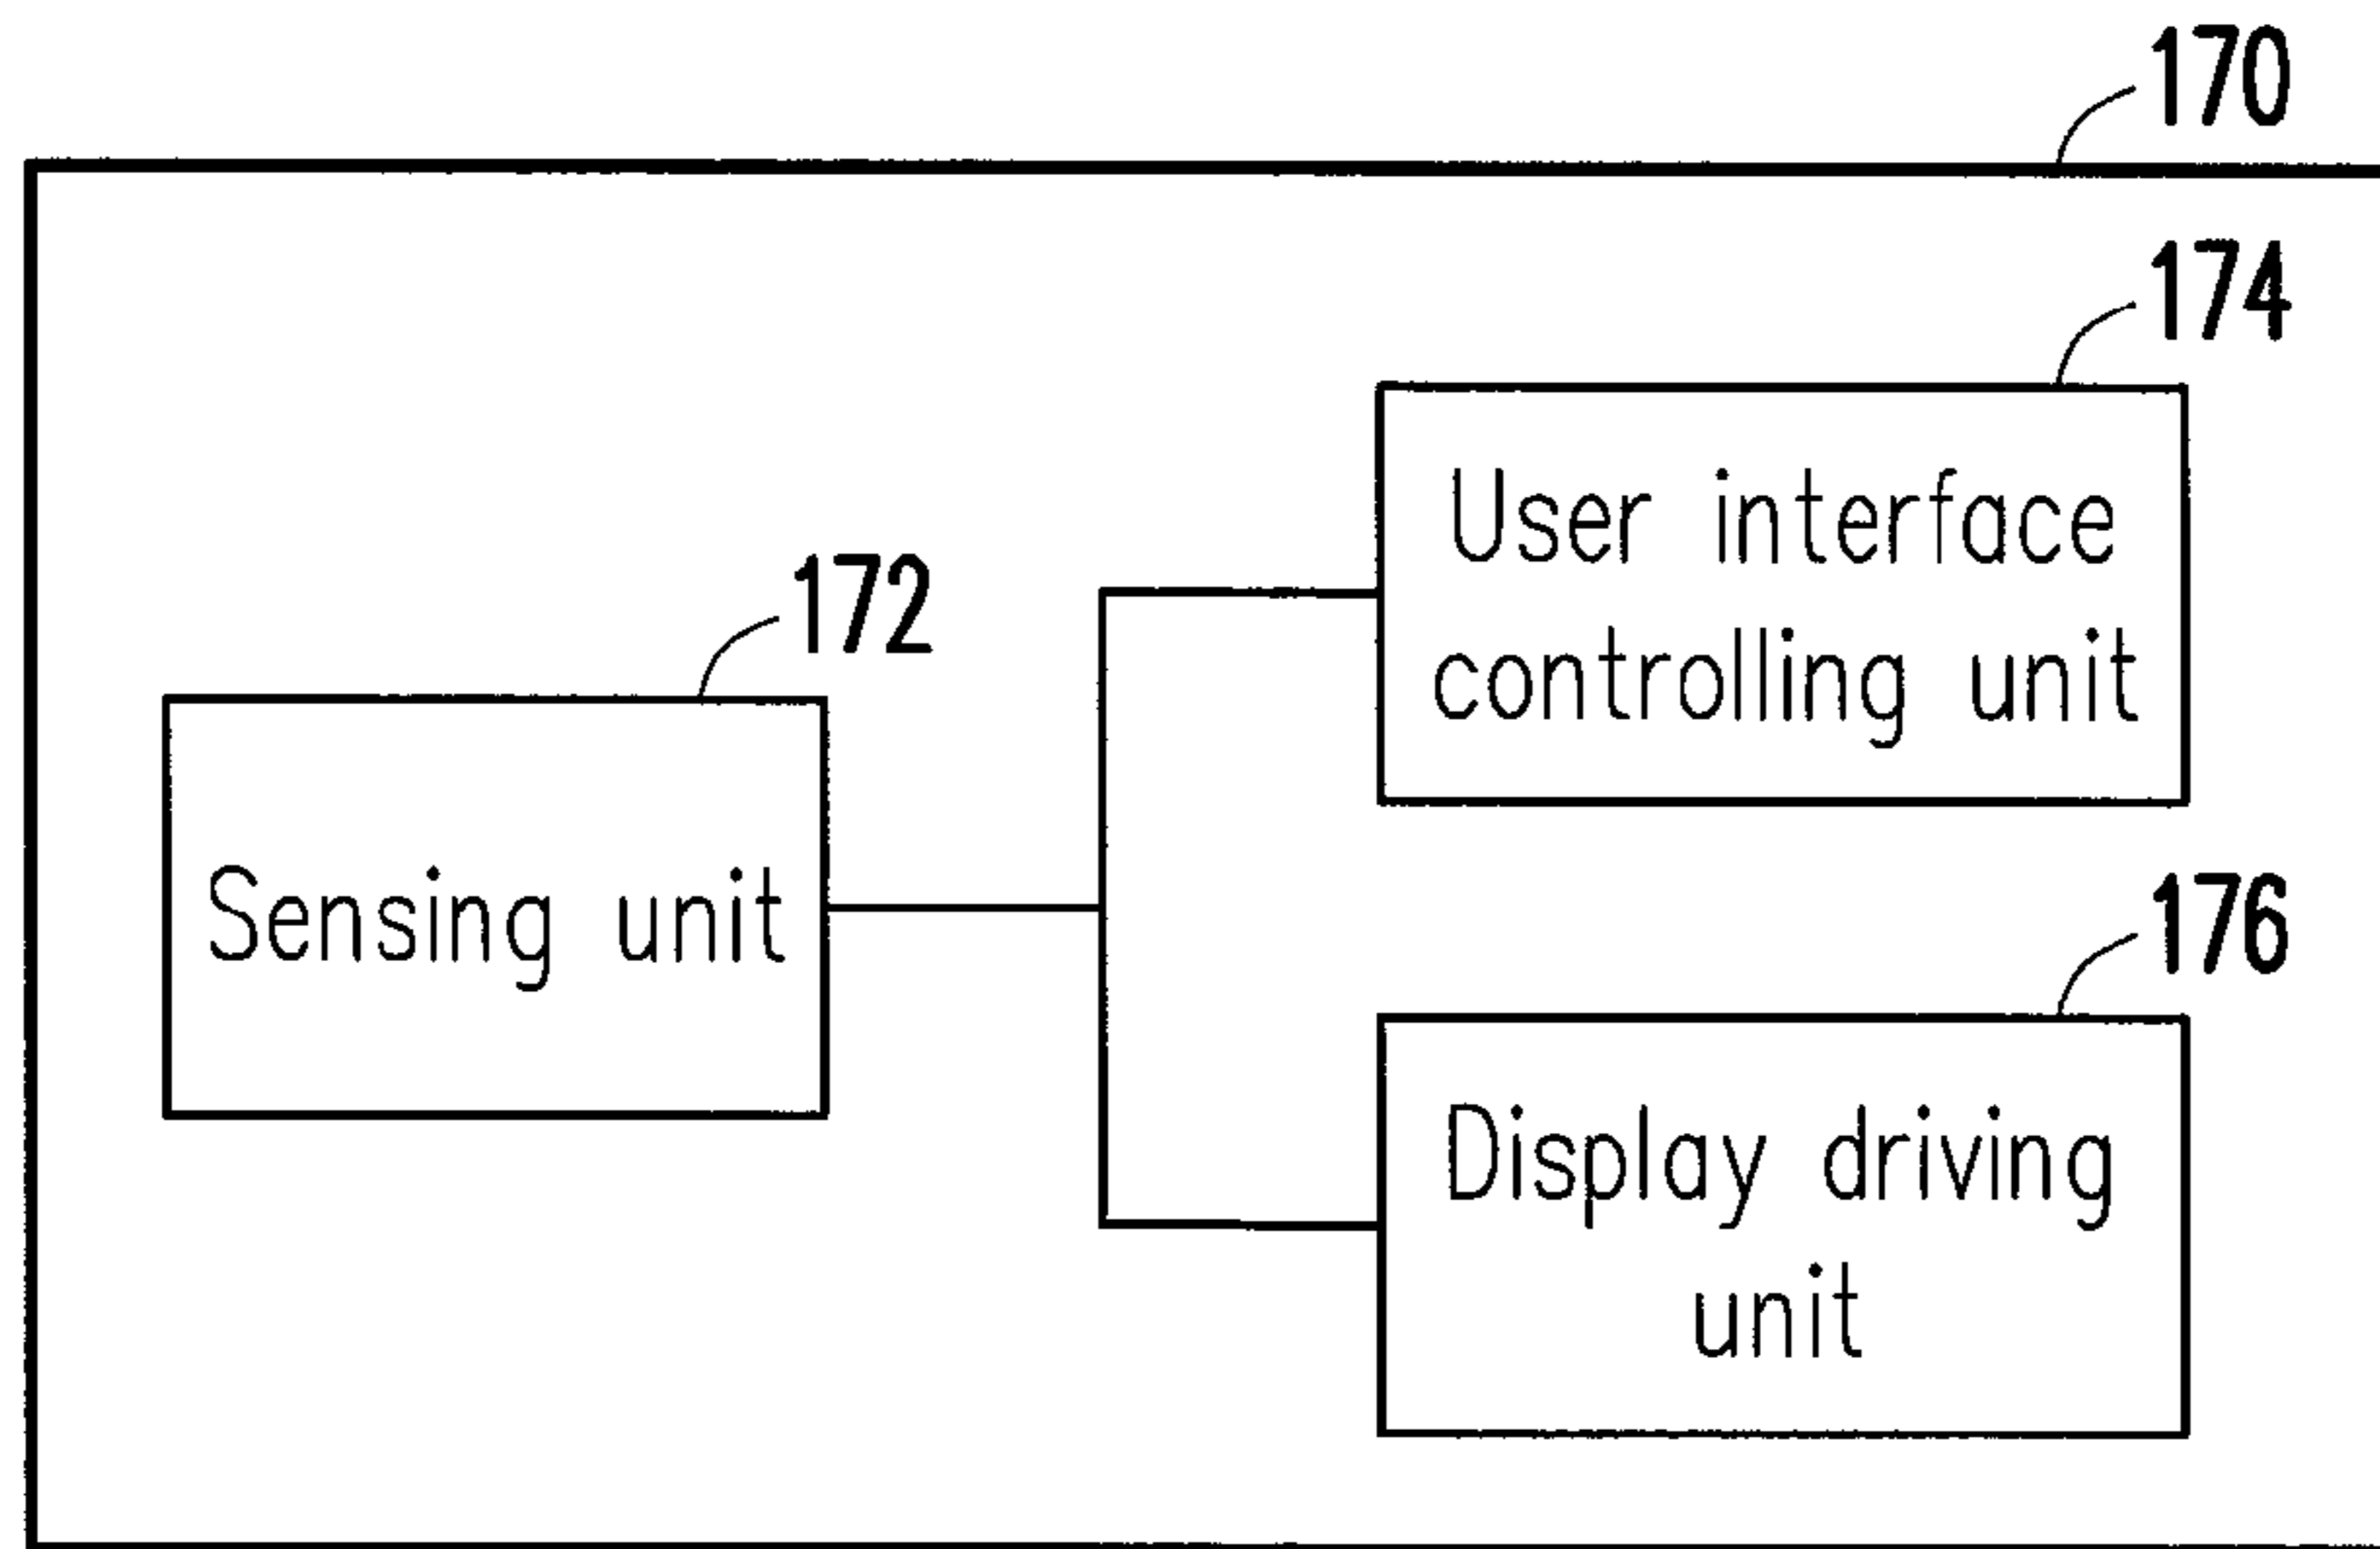 170
174
User interface
controlling unit
172
Sensing unit
176
Display driving
unit